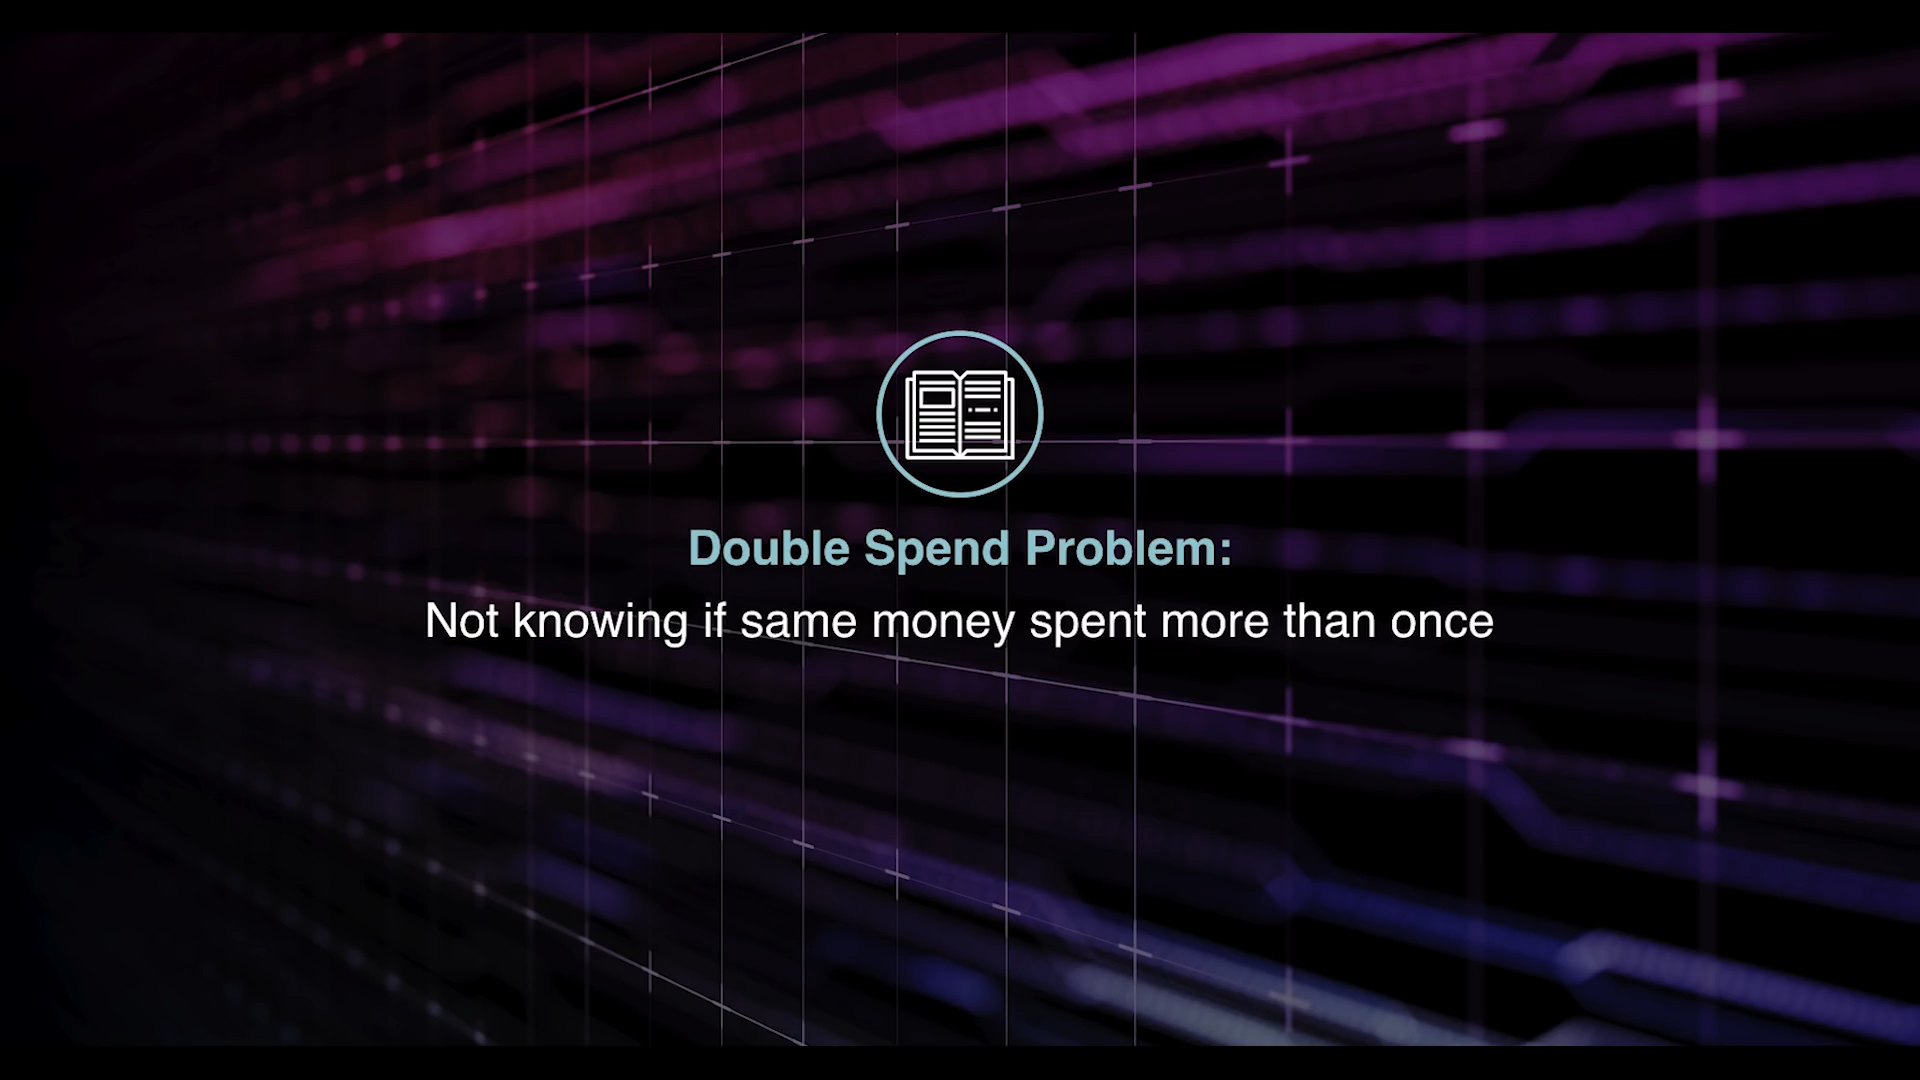 Double Spend Problem:
Not knowing if same money spent more than once